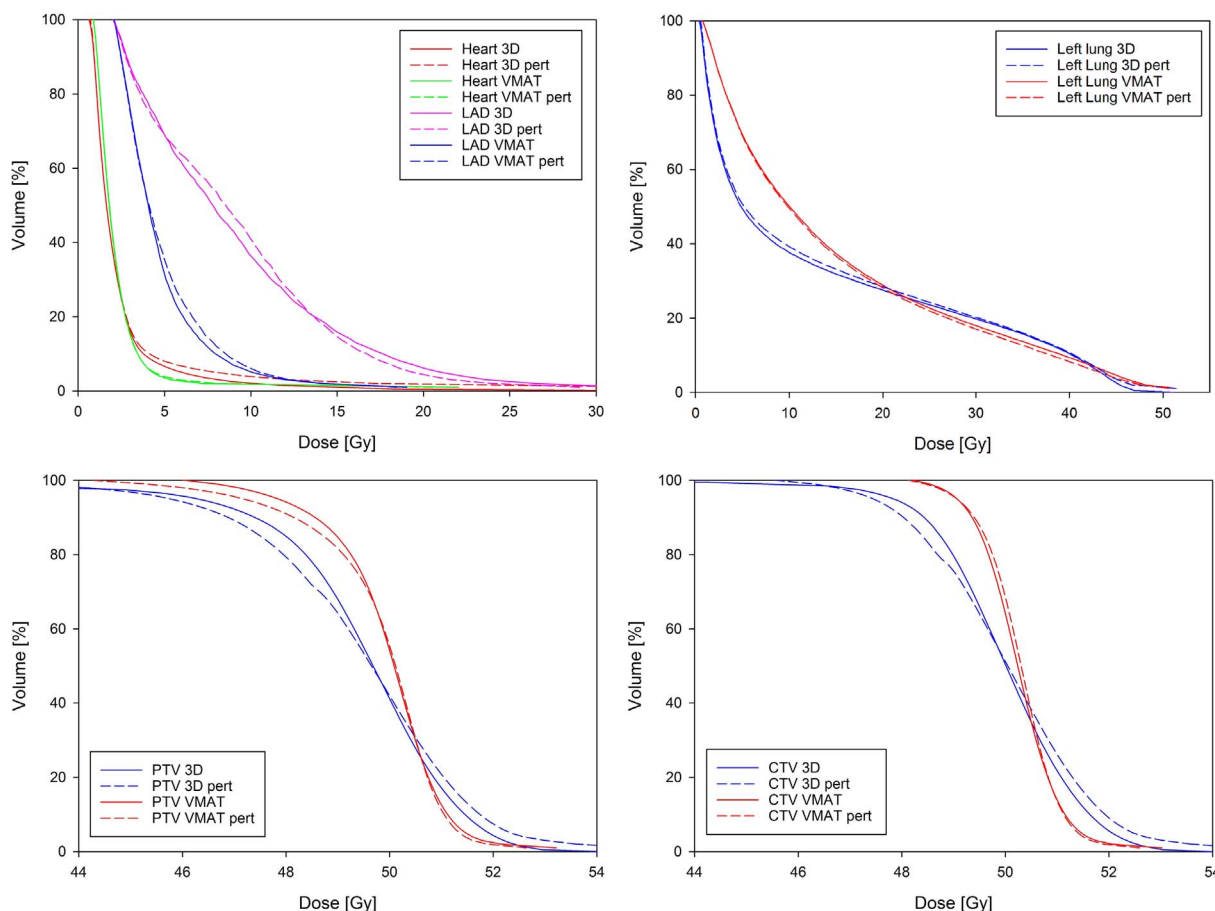 100
80
60
40
20
0
Volume [%]
0
5
10
15
20
25
30
Dose [Gy]
Heart 3D
Heart 3D pert
Heart VMAT
Heart VMAT pert
LAD 3D
LAD 3D pert
LAD VMAT
LAD VMAT pert
100
80
60
40
20
0
Volume [%]
0
10
20
30
40
50
Dose [Gy]
Left lung 3D
Left Lung 3D pert
Left Lung VMAT
Left Lung VMAT pert
100
80
60
40
20
0
Volume [%]
44
46
48
50
52
54
Dose [Gy]
PTV 3D
PTV 3D pert
PTV VMAT
PTV VMAT pert
100
80
60
40
20
0
Volume [%]
44
46
48
50
52
54
Dose [Gy]
CTV 3D
CTV 3D pert
CTV VMAT
CTV VMAT pert